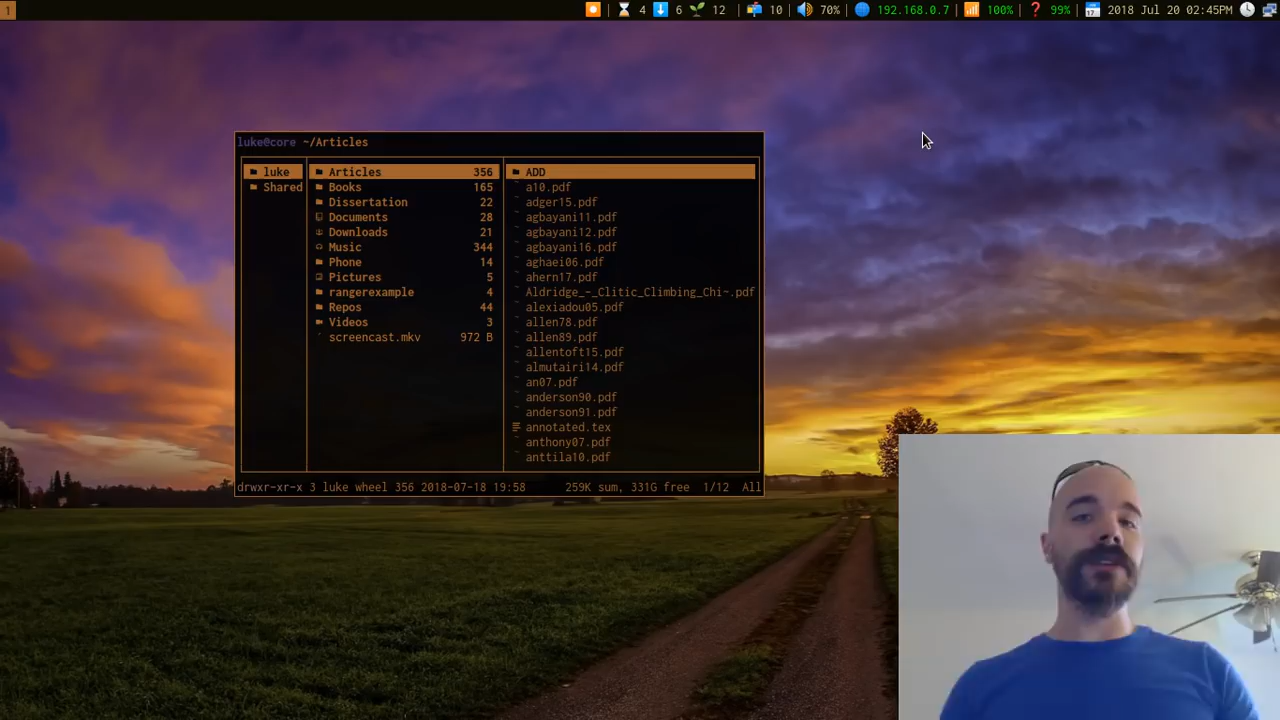 1 4 6 12 | 10 | 70% | 192.168.0.7 | 100% | 99% | 2018 Jul 20 02:45PM
luke@core ~/Articles
luke Articles 356 ADD
Shared Books 165 a10.pdf
Dissertation 22 adger15.pdf
Documents 28 agbayani11.pdf
Downloads 21 agbayani12.pdf
Music 344 agbayani16.pdf
Phone 14 aghaei06.pdf
Pictures 5 ahern17.pdf
rangerexample 4 Aldridge_-_Clitic_Climbing_Chi~.pdf
Repos 44 alexiadou05.pdf
Videos 3 allen78.pdf
screencast.mkv 972 B allen89.pdf
allentoft15.pdf
almutairi14.pdf
an07.pdf
anderson90.pdf
anderson91.pdf
annotated.tex
anthony07.pdf
anttila10.pdf
drwxr-xr-x 3 luke wheel 356 2018-07-18 19:58 259K sum, 331G free 1/12 All